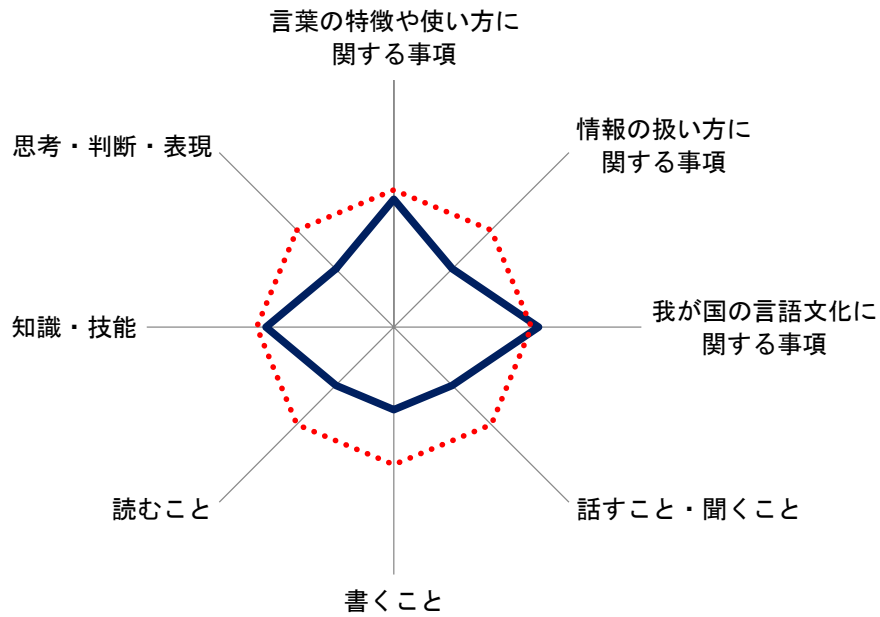 言葉の特徴や使い方に
関する事項
情報の扱い方に
関する事項
我が国の言語文化に
関する事項
話すこと・聞くこと
書くこと
読むこと
知識・技能
思考・判断・表現